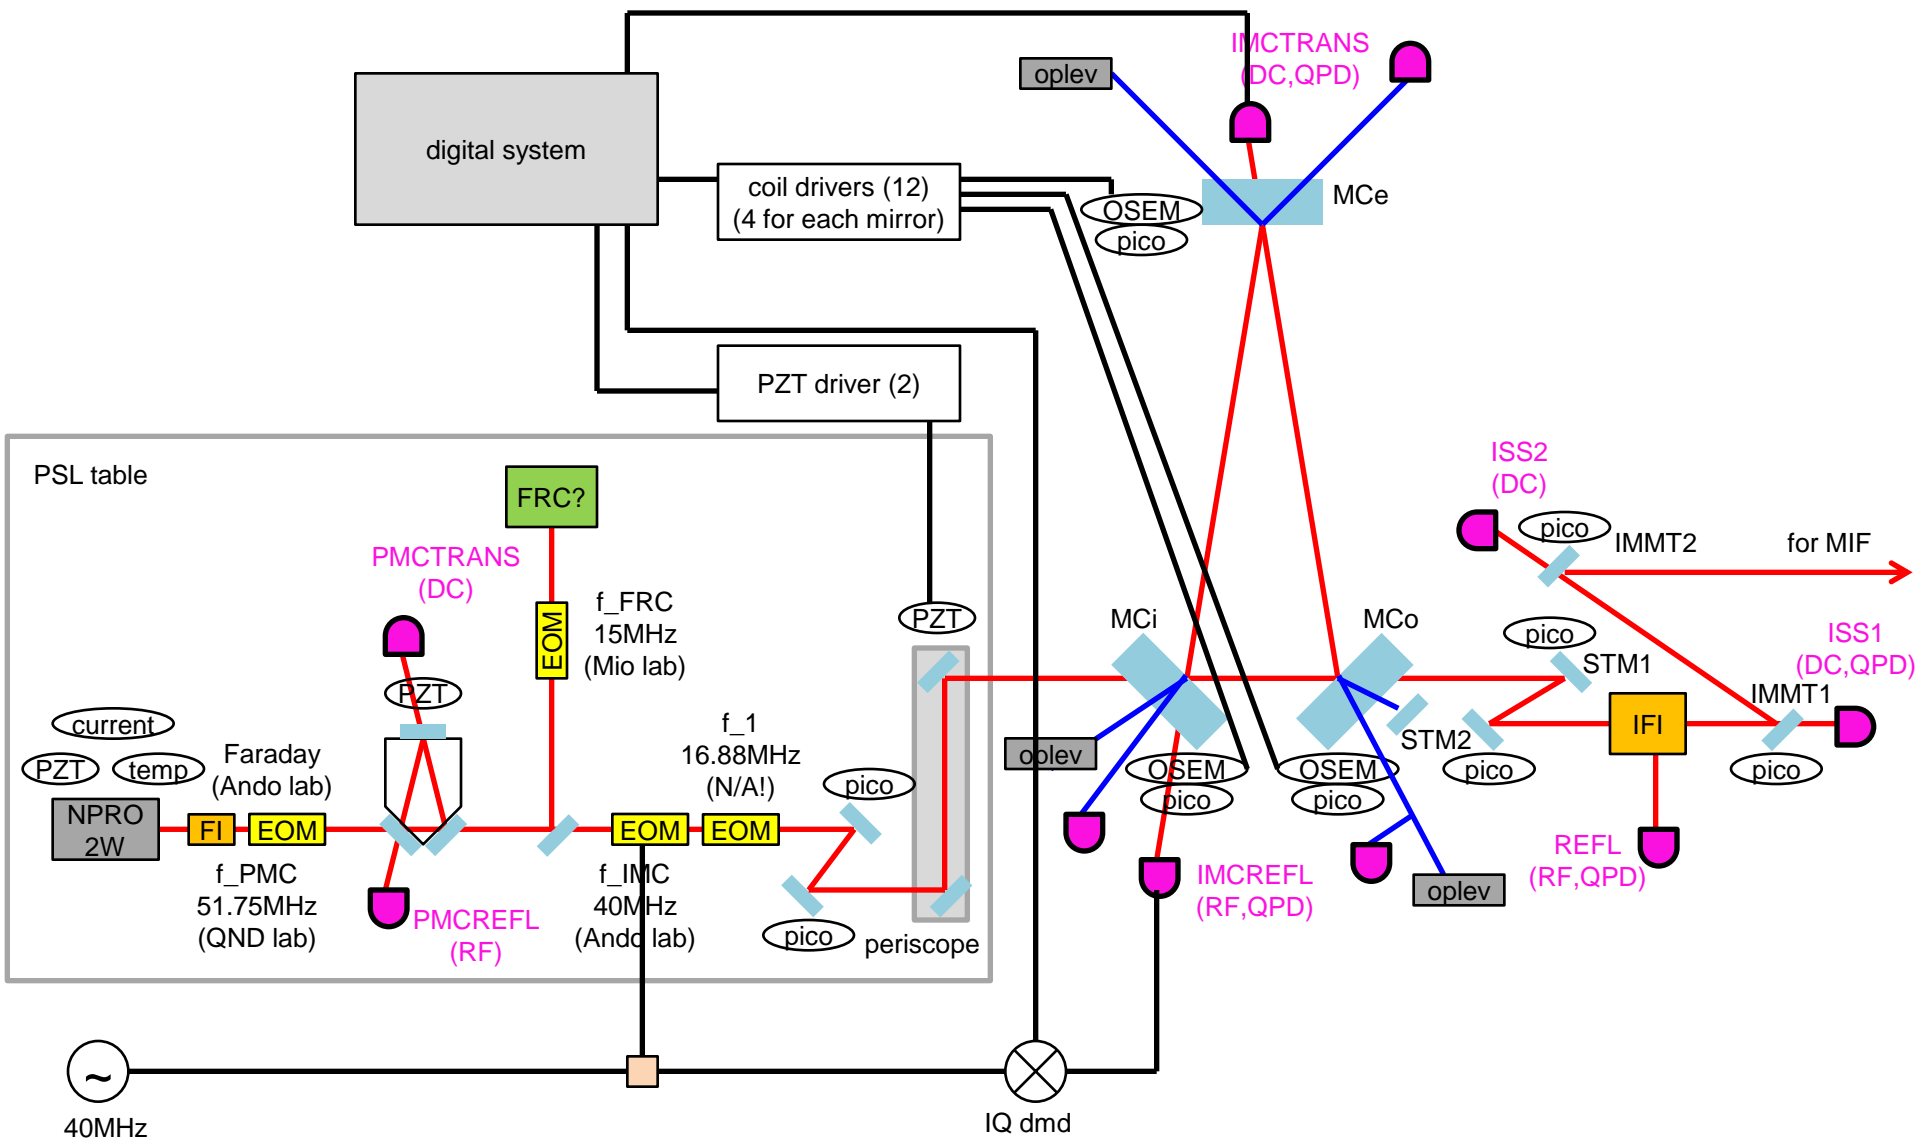 IMCTRANS
(DC,QPD)
oplev
digital system
coil drivers (12)
(4 for each mirror)
OSEM
pico
MCe
PZT driver (2)
PSL table
FRC?
PMCTRANS
(DC)
f_FRC
15MHz
(Mio lab)
EOM
PZT
PZT
current
PZT
temp
NPRO
2W
Faraday
(Ando lab)
FI
EOM
f_PMC
51.75MHz
(QND lab)
PMCREFL
(RF)
f_1
16.88MHz
(N/A!)
EOM
EOM
f_IMC
40MHz
(Ando lab)
pico
pico
periscope
MCi
MCo
oplev
OSEM
pico
OSEM
pico
IMCREFL
(RF,QPD)
oplev
ISS2
(DC)
pico
IMMT2
for MIF
pico
STM1
STM2
pico
IFI
ISS1
(DC,QPD)
IMMT1
pico
REFL
(RF,QPD)
~
40MHz
IQ dmd